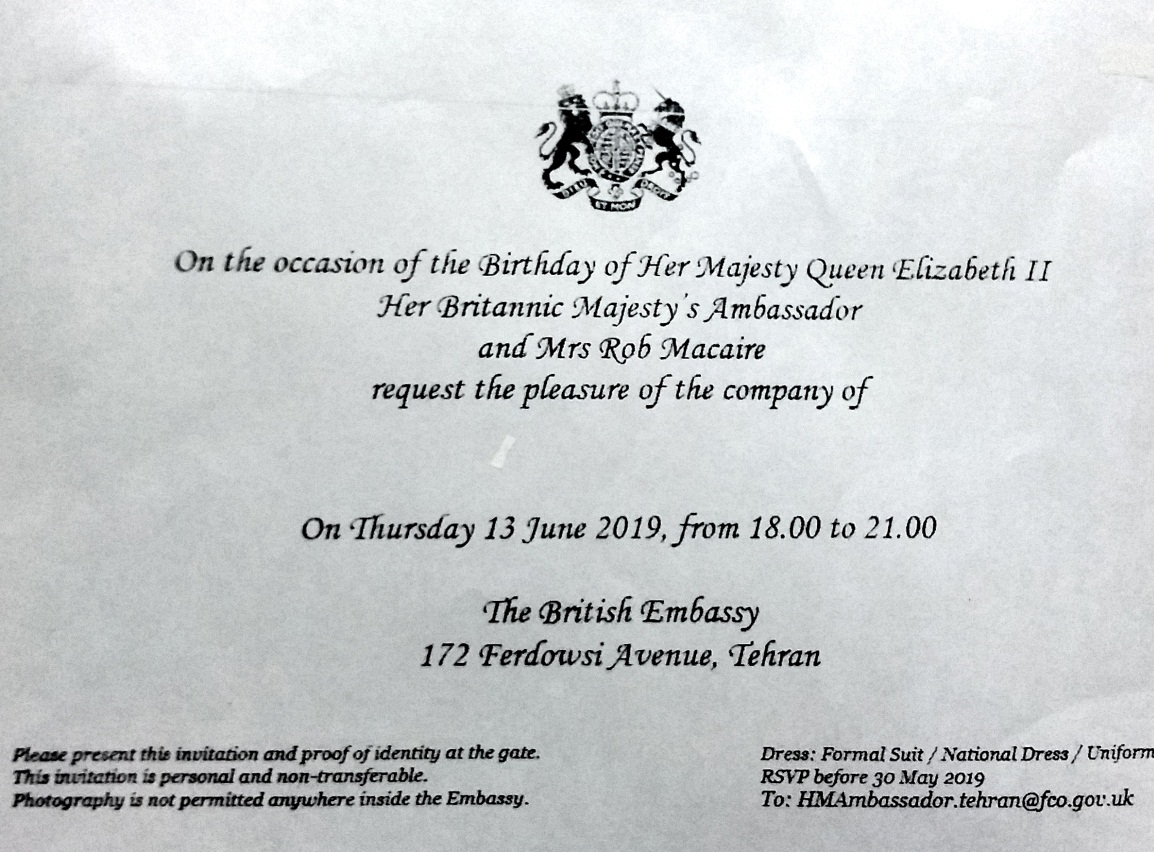 DIEU ET MON DROIT
On the occasion of the Birthday of Her Majesty Queen Elizabeth II
Her Britannic Majesty's Ambassador
and Mrs Rob Macaire
request the pleasure of the company of
On Thursday 13 June 2019, from 18.00 to 21.00
The British Embassy
172 Ferdowsi Avenue, Tehran
Please present this invitation and proof of identity at the gate.
This invitation is personal and non-transferable.
Photography is not permitted anywhere inside the Embassy.
Dress: Formal Suit / National Dress / Uniform
RSVP before 30 May 2019
To: HMAmbassador.tehran@fco.gov.uk